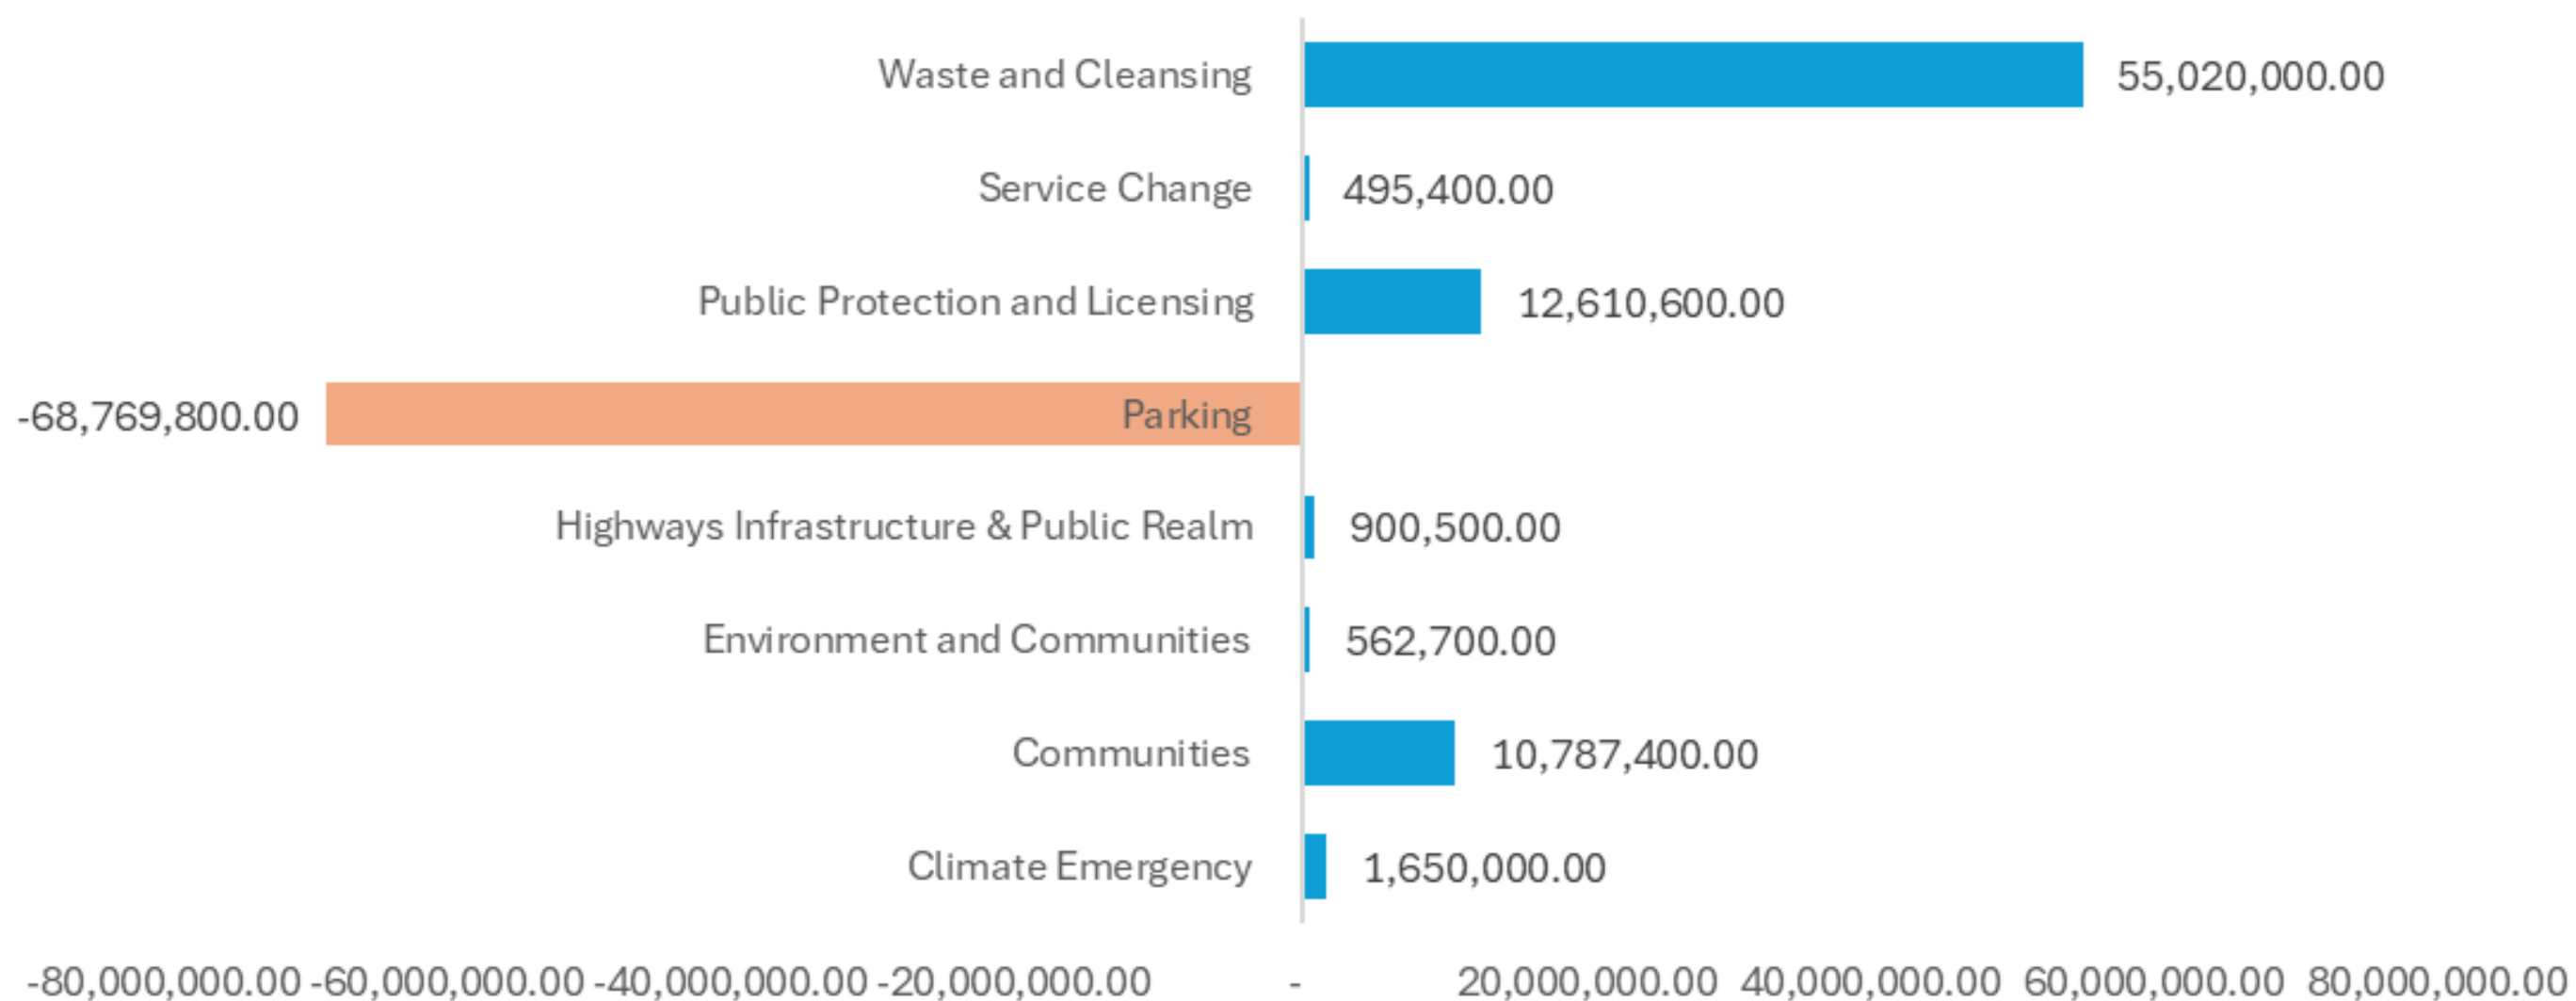 Waste and Cleansing 55,020,000.00
Service Change 495,400.00
Public Protection and Licensing 12,610,600.00
-68,769,800.00 Parking
Highways Infrastructure & Public Realm 900,500.00
Environment and Communities 562,700.00
Communities 10,787,400.00
Climate Emergency 1,650,000.00
-80,000,000.00 -60,000,000.00 -40,000,000.00 -20,000,000.00 - 20,000,000.00 40,000,000.00 60,000,000.00 80,000,000.00